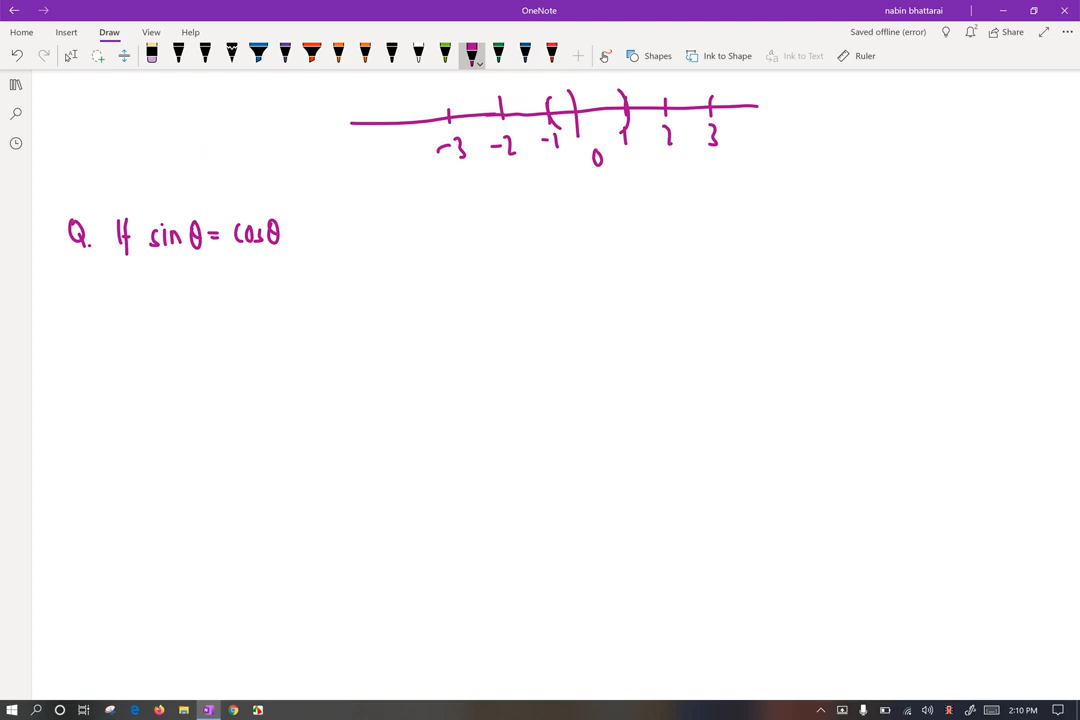 OneNote
nabin bhattarai
Home Insert Draw View Help
Saved offline (error) 2 Share
Shapes Ink to Shape Ink to Text Ruler
-3 -2 -1 0 1 2 3
Q. If sin θ = cos θ
2:10 PM